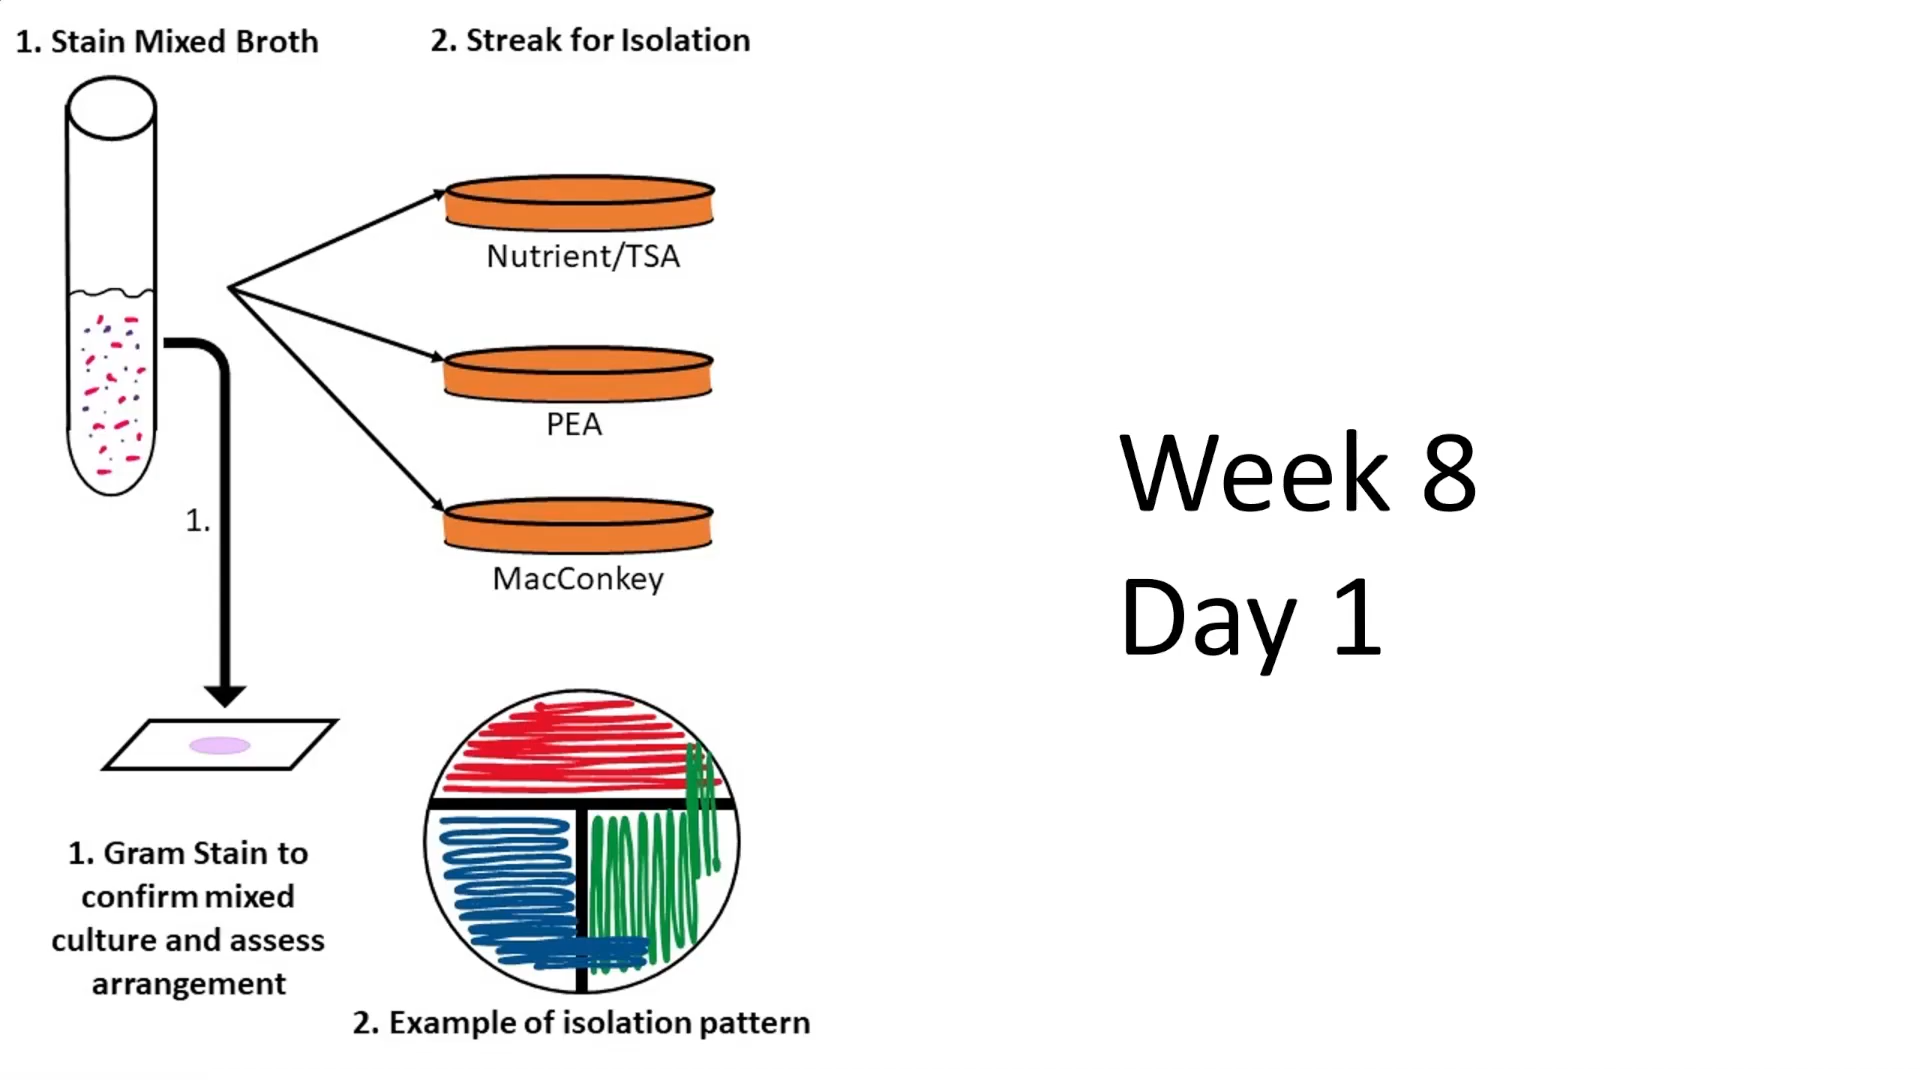 1. Stain Mixed Broth
2. Streak for Isolation
Nutrient/TSA
PEA
MacConkey
1.
1. Gram Stain to
confirm mixed
culture and assess
arrangement
2. Example of isolation pattern
Week 8
Day 1